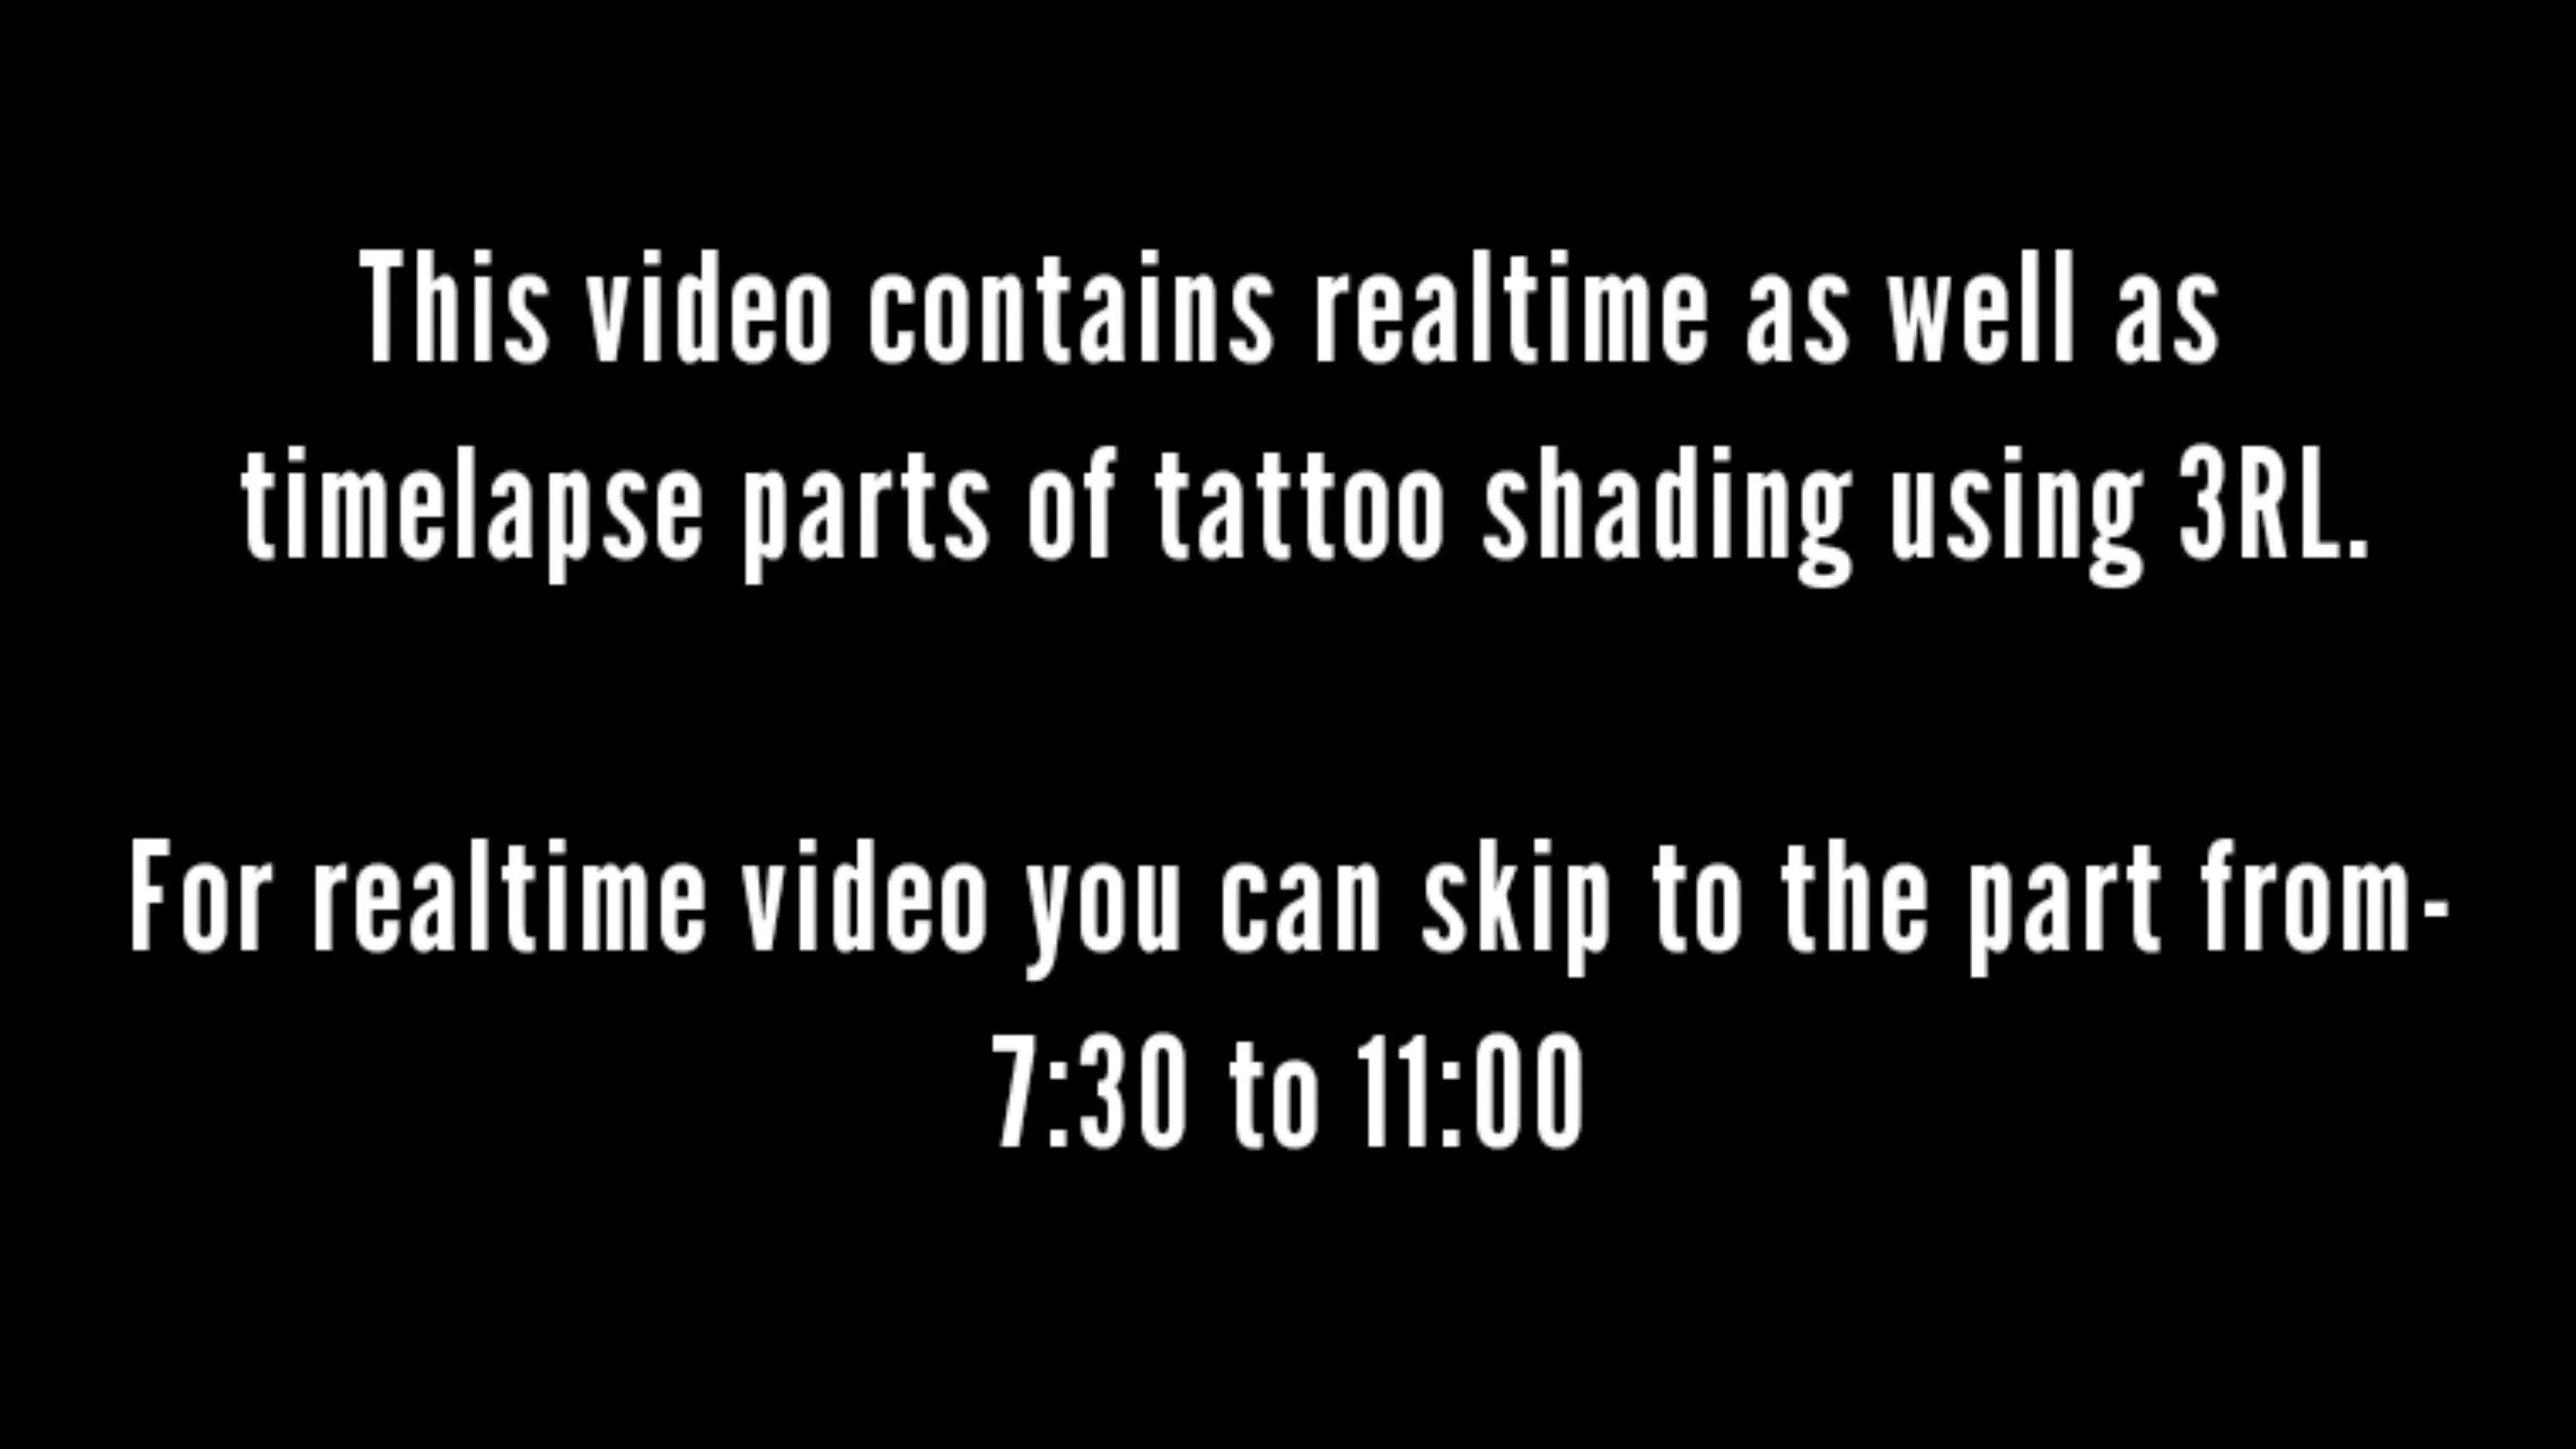 This video contains realtime as well as
timelapse parts of tattoo shading using 3RL.
For realtime video you can skip to the part from-
7:30 to 11:00